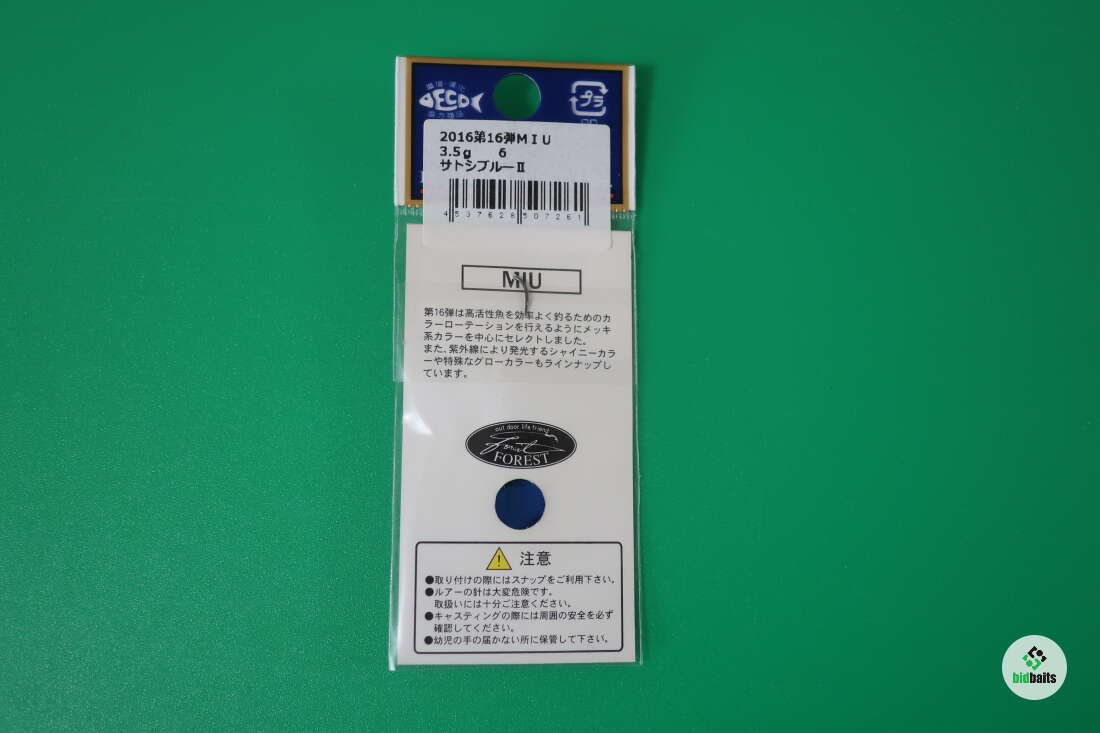 環境・浄化
ECO
プラ
2016第16弾MIU
3.5g 6
サトシブルーⅡ
4537628507261
MIU
第16弾は高活性魚を効率よく釣るためのカ
ラーローテーションを行えるようにメッキ
系カラーを中心にセレクトしました。
また、紫外線により発光するシャイニーカラ
ーや特殊なグローカラーもラインナップし
ています。
out door life friend
FOREST
注意
●取り付けの際にはスナップをご利用下さい。
●ルアーの針は大変危険です。
取扱いには十分ご注意ください。
●キャスティングの際には周囲の安全を必ず
確認してください。
●幼児の手の届かない所に保管して下さい。
bidbaits